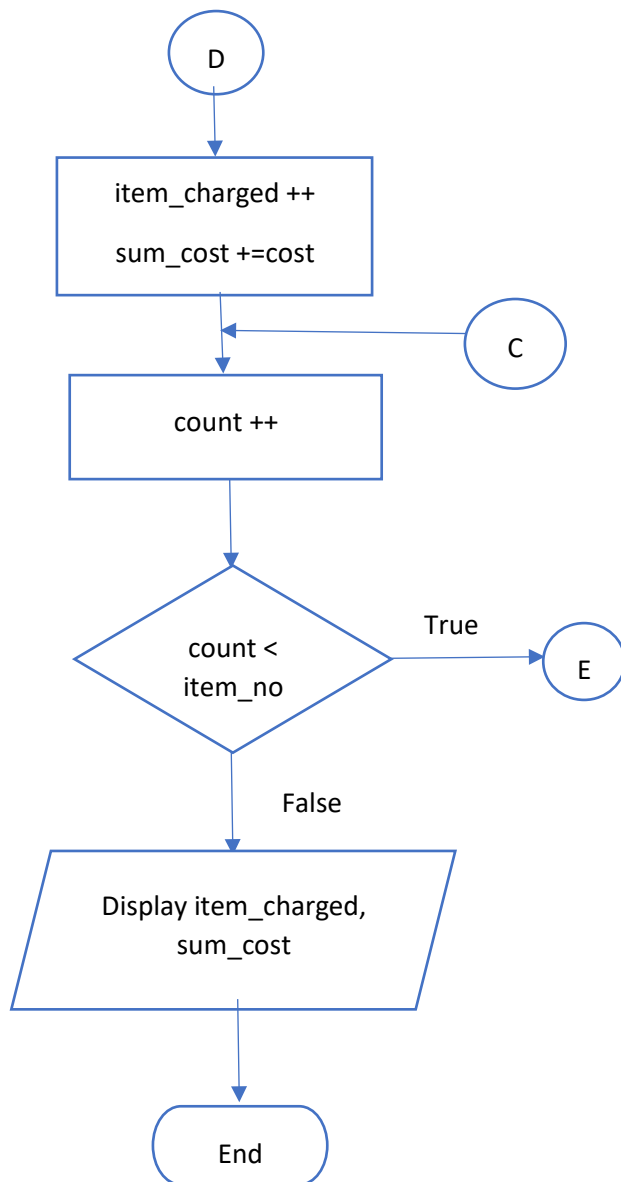 D
item_charged ++
sum_cost +=cost
C
count ++
count <
item_no
True
E
False
Display item_charged,
sum_cost
End